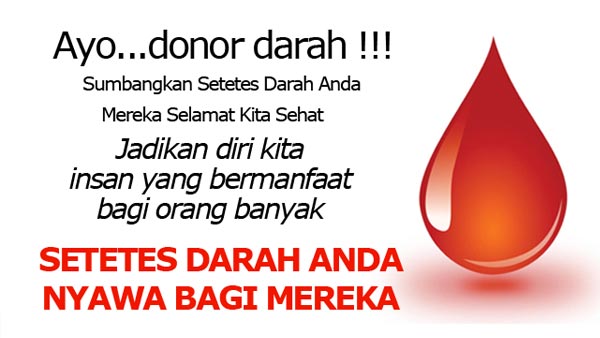 Ayo...donor darah !!!
Sumbangkan Setetes Darah Anda
Mereka Selamat Kita Sehat
Jadikan diri kita
insan yang bermanfaat
bagi orang banyak
SETETES DARAH ANDA
NYAWA BAGI MEREKA